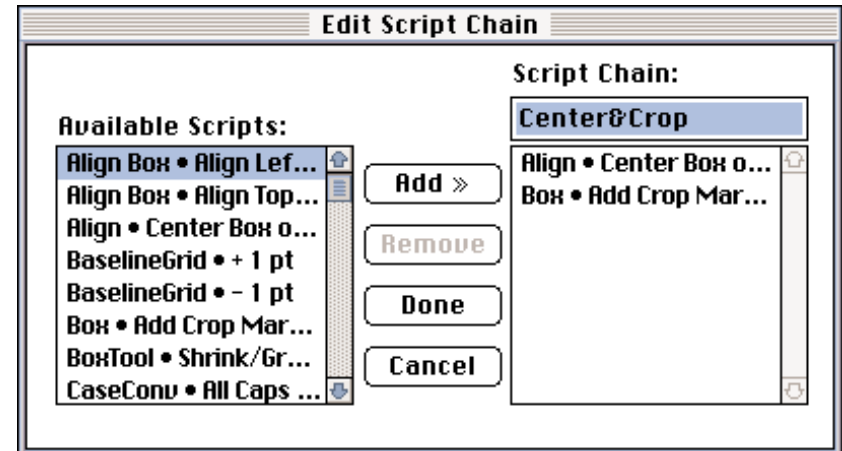 Edit Script Chain
Available Scripts:
Align Box • Align Lef...
Align Box • Align Top...
Align • Center Box o...
BaselineGrid • + 1 pt
BaselineGrid • – 1 pt
Box • Add Crop Mar...
BoxTool • Shrink/Gr...
CaseConv • All Caps ...
Add »
Remove
Done
Cancel
Script Chain:
Center&Crop
Align • Center Box o...
Box • Add Crop Mar...